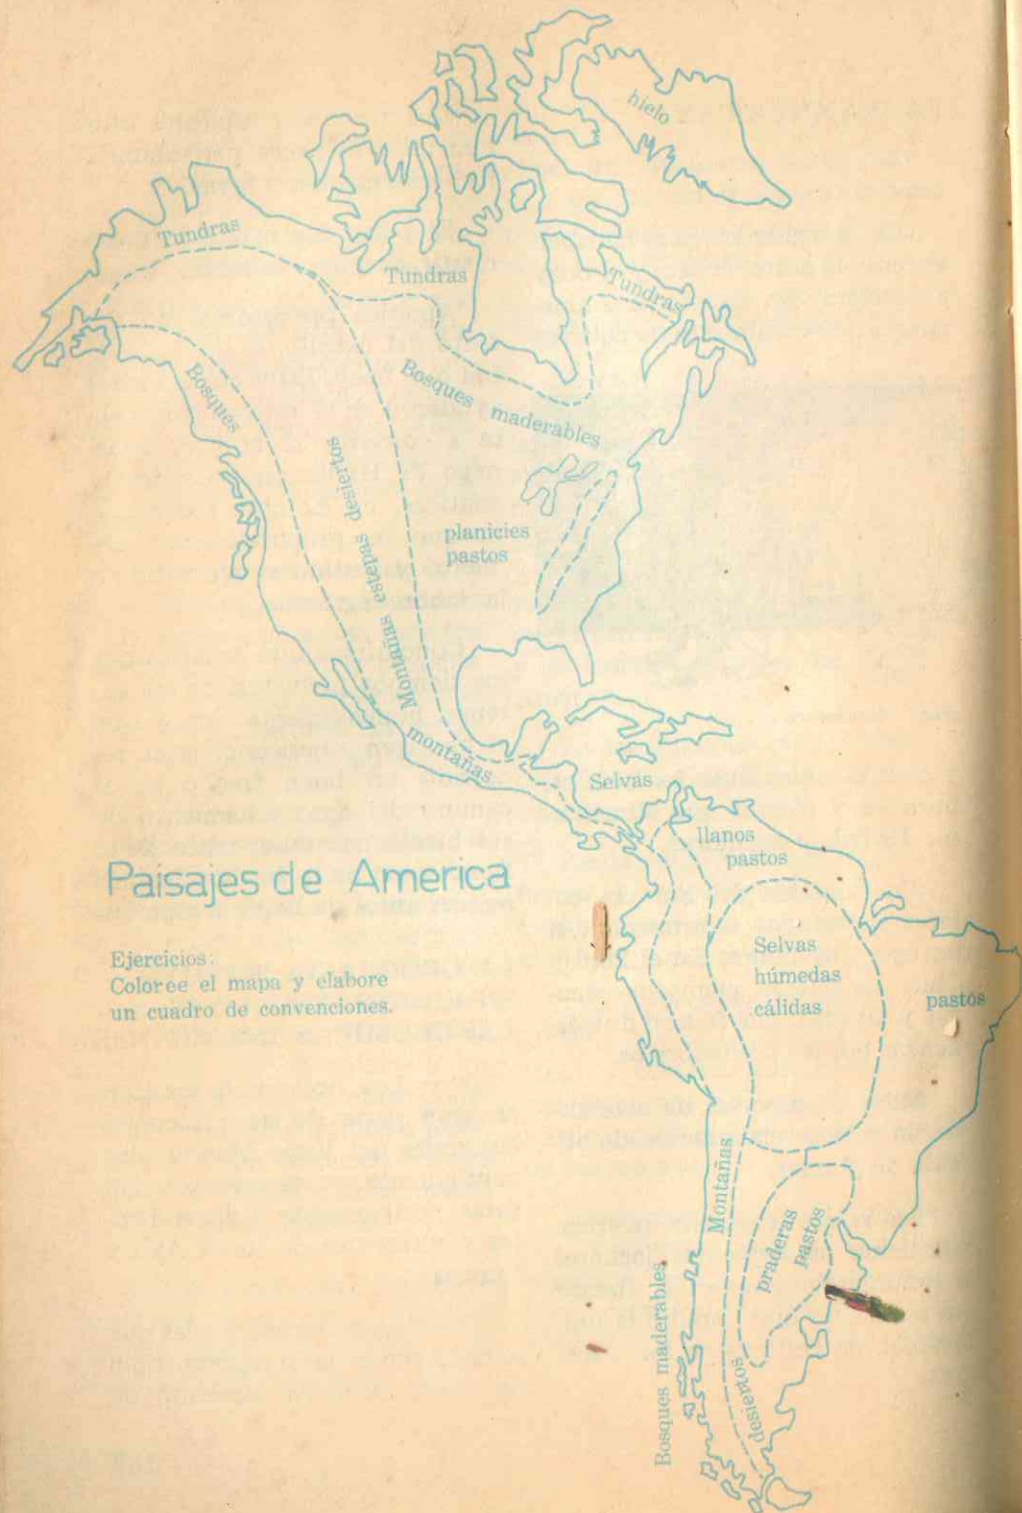 hielo
Tundras
Tundras
Tundras
Bosques
Bosques maderables
Montañas estepas desiertos
planicies
pastos
montañas
Selvas
llanos
pastos
Paisajes de America
Ejercicios:
Coloree el mapa y elabore
un cuadro de convenciones.
Selvas
húmedas
cálidas
pastos
Montañas
praderas
pastos
Bosques maderables
desiertos